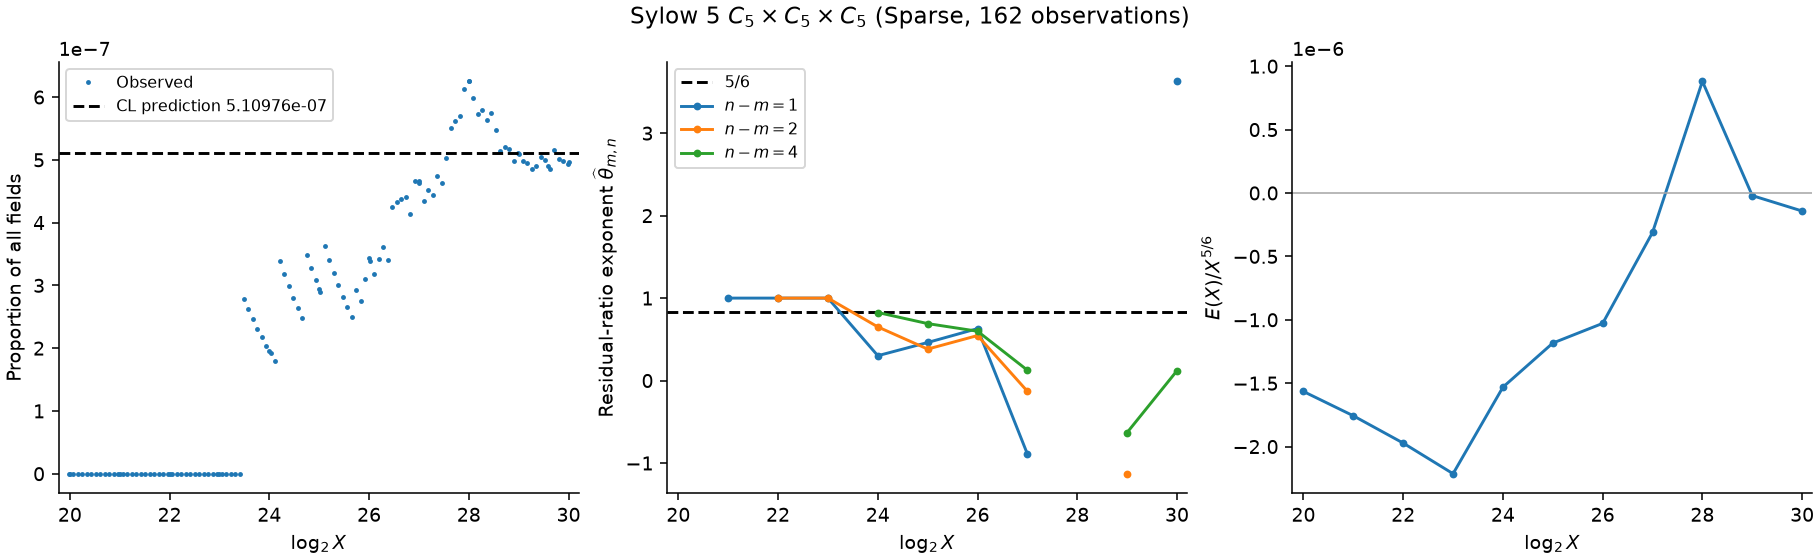 Sylow 5 C₅ × C₅ × C₅ (Sparse, 162 observations)
1e−7
Observed
CL prediction 5.10976e-07
Proportion of all fields
6
5
4
3
2
1
0
20 22 24 26 28 30
log₂ X
5/6
n − m = 1
n − m = 2
n − m = 4
Residual-ratio exponent θ̂ₘ,ₙ
3
2
1
0
−1
20 22 24 26 28 30
log₂ X
1e−6
E(X)/X^{5/6}
1.0
0.5
0.0
−0.5
−1.0
−1.5
−2.0
20 22 24 26 28 30
log₂ X